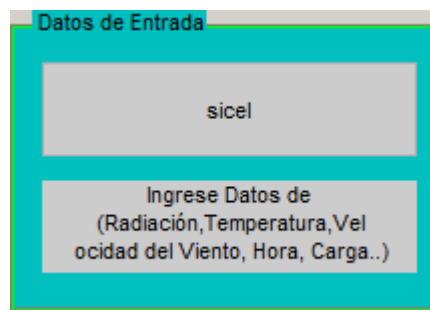 Datos de Entrada
sicel
Ingrese Datos de
(Radiación,Temperatura,Vel
ocidad del Viento, Hora, Carga..)